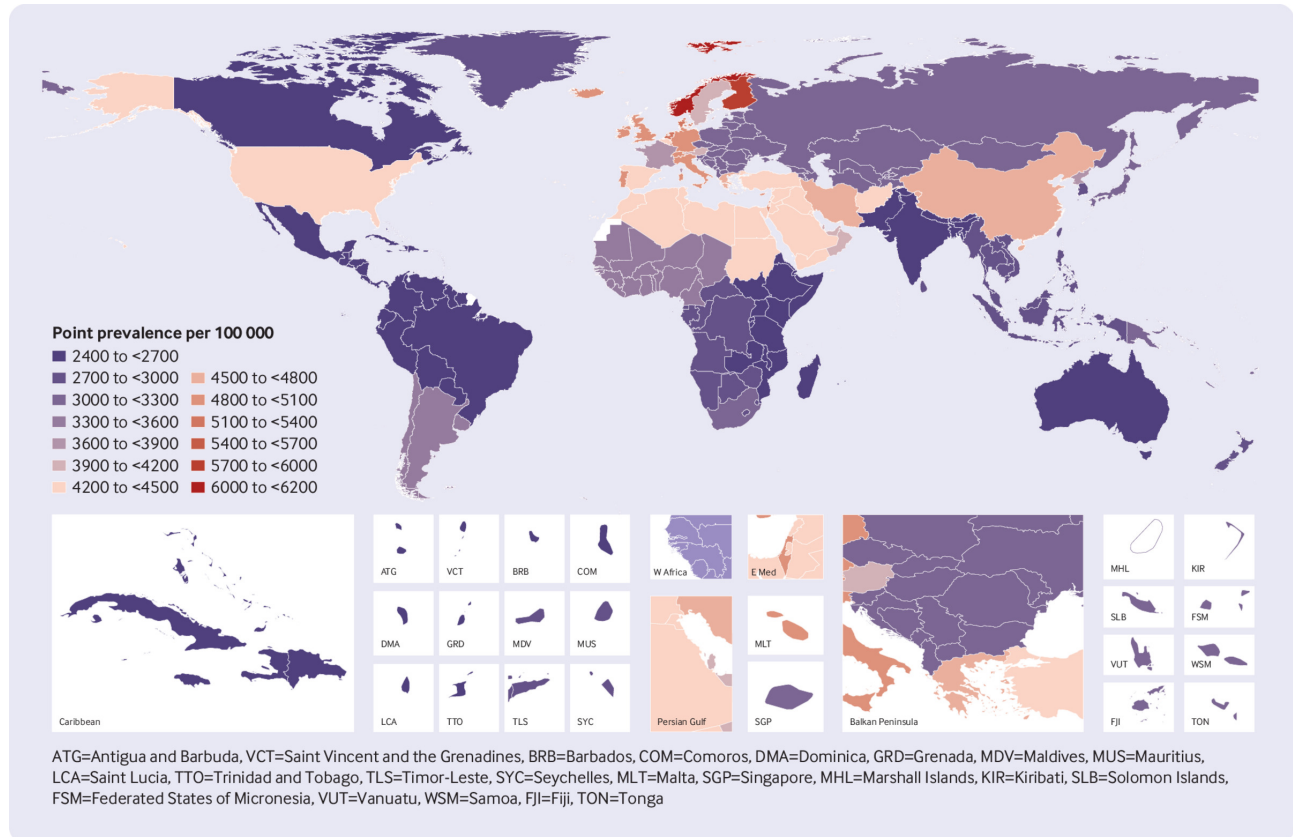 Point prevalence per 100 000
2400 to <2700
2700 to <3000
3000 to <3300
3300 to <3600
3600 to <3900
3900 to <4200
4200 to <4500
4500 to <4800
4800 to <5100
5100 to <5400
5400 to <5700
5700 to <6000
6000 to <6200
Caribbean
ATG
VCT
BRB
COM
DMA
GRD
MDV
MUS
LCA
TTO
TLS
SYC
W Africa
E Med
Persian Gulf
MLT
SGP
Balkan Peninsula
MHL
KIR
SLB
FSM
VUT
WSM
FJI
TON
ATG=Antigua and Barbuda, VCT=Saint Vincent and the Grenadines, BRB=Barbados, COM=Comoros, DMA=Dominica, GRD=Grenada, MDV=Maldives, MUS=Mauritius,
LCA=Saint Lucia, TTO=Trinidad and Tobago, TLS=Timor-Leste, SYC=Seychelles, MLT=Malta, SGP=Singapore, MHL=Marshall Islands, KIR=Kiribati, SLB=Solomon Islands,
FSM=Federated States of Micronesia, VUT=Vanuatu, WSM=Samoa, FJI=Fiji, TON=Tonga